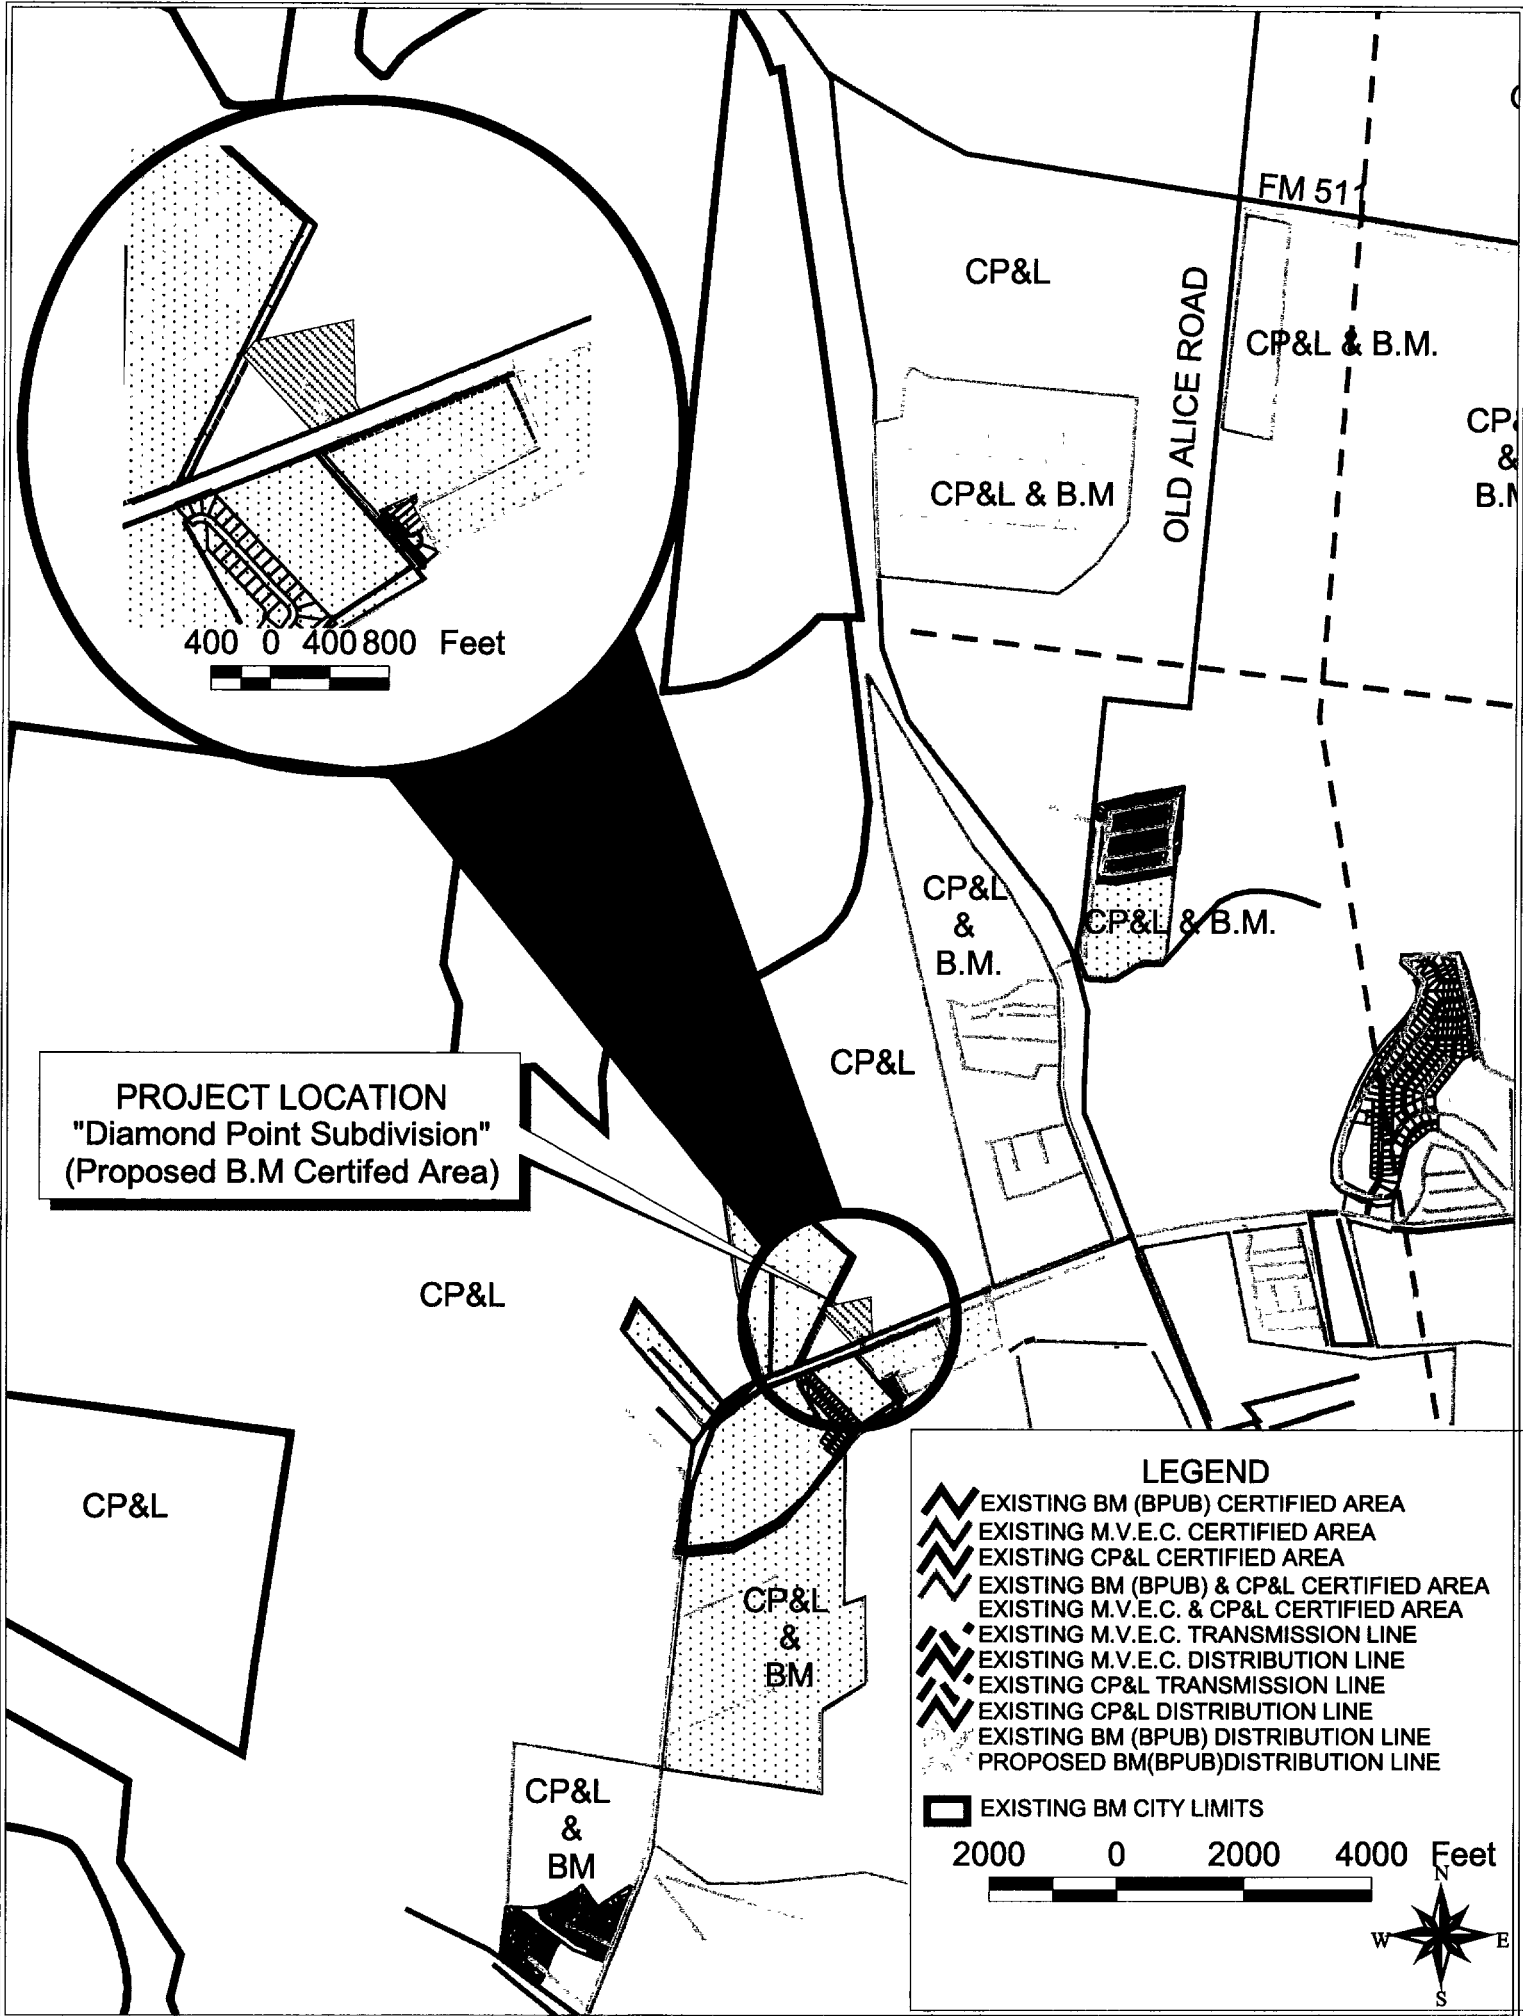 FM 511
CP&L
OLD ALICE ROAD
CP&L & B.M.
CP&
&
B.M
CP&L & B.M
400 0 400 800 Feet
CP&L
&
B.M.
CP&L & B.M.
CP&L
PROJECT LOCATION
"Diamond Point Subdivision"
(Proposed B.M Certifed Area)
CP&L
CP&L
CP&L
&
BM
CP&L
&
BM
LEGEND
EXISTING BM (BPUB) CERTIFIED AREA
EXISTING M.V.E.C. CERTIFIED AREA
EXISTING CP&L CERTIFIED AREA
EXISTING BM (BPUB) & CP&L CERTIFIED AREA
EXISTING M.V.E.C. & CP&L CERTIFIED AREA
EXISTING M.V.E.C. TRANSMISSION LINE
EXISTING M.V.E.C. DISTRIBUTION LINE
EXISTING CP&L TRANSMISSION LINE
EXISTING CP&L DISTRIBUTION LINE
EXISTING BM (BPUB) DISTRIBUTION LINE
PROPOSED BM(BPUB)DISTRIBUTION LINE
EXISTING BM CITY LIMITS
2000 0 2000 4000 Feet
N
W E
S